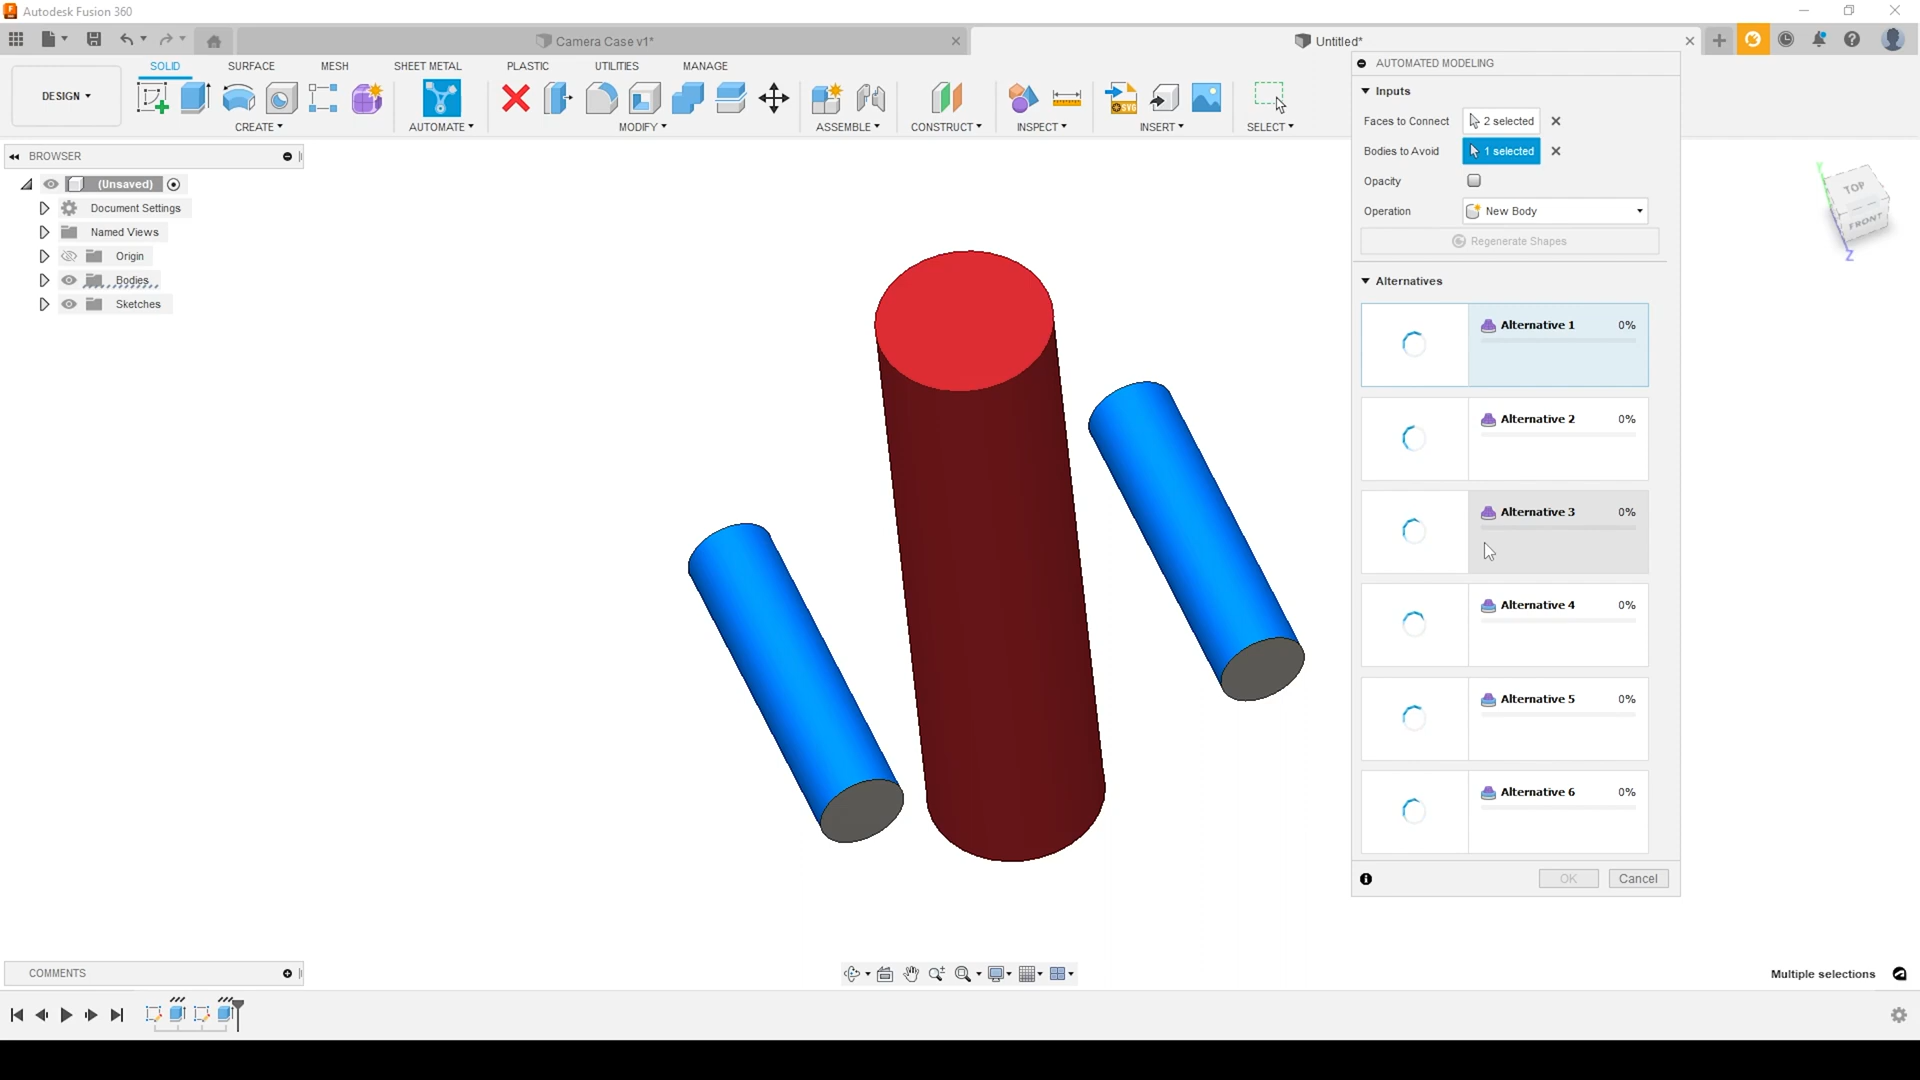 Autodesk Fusion 360
Camera Case v1*
Untitled*
DESIGN
SOLID SURFACE MESH SHEET METAL PLASTIC UTILITIES MANAGE
CREATE AUTOMATE MODIFY ASSEMBLE CONSTRUCT INSPECT INSERT SELECT
SVG
BROWSER
(Unsaved)
Document Settings
Named Views
Origin
Bodies
Sketches
AUTOMATED MODELING
Inputs
Faces to Connect 2 selected
Bodies to Avoid 1 selected
Opacity
Operation New Body
Regenerate Shapes
Alternatives
Alternative 1 0%
Alternative 2 0%
Alternative 3 0%
Alternative 4 0%
Alternative 5 0%
Alternative 6 0%
OK Cancel
TOP
FRONT
Z
COMMENTS
Multiple selections